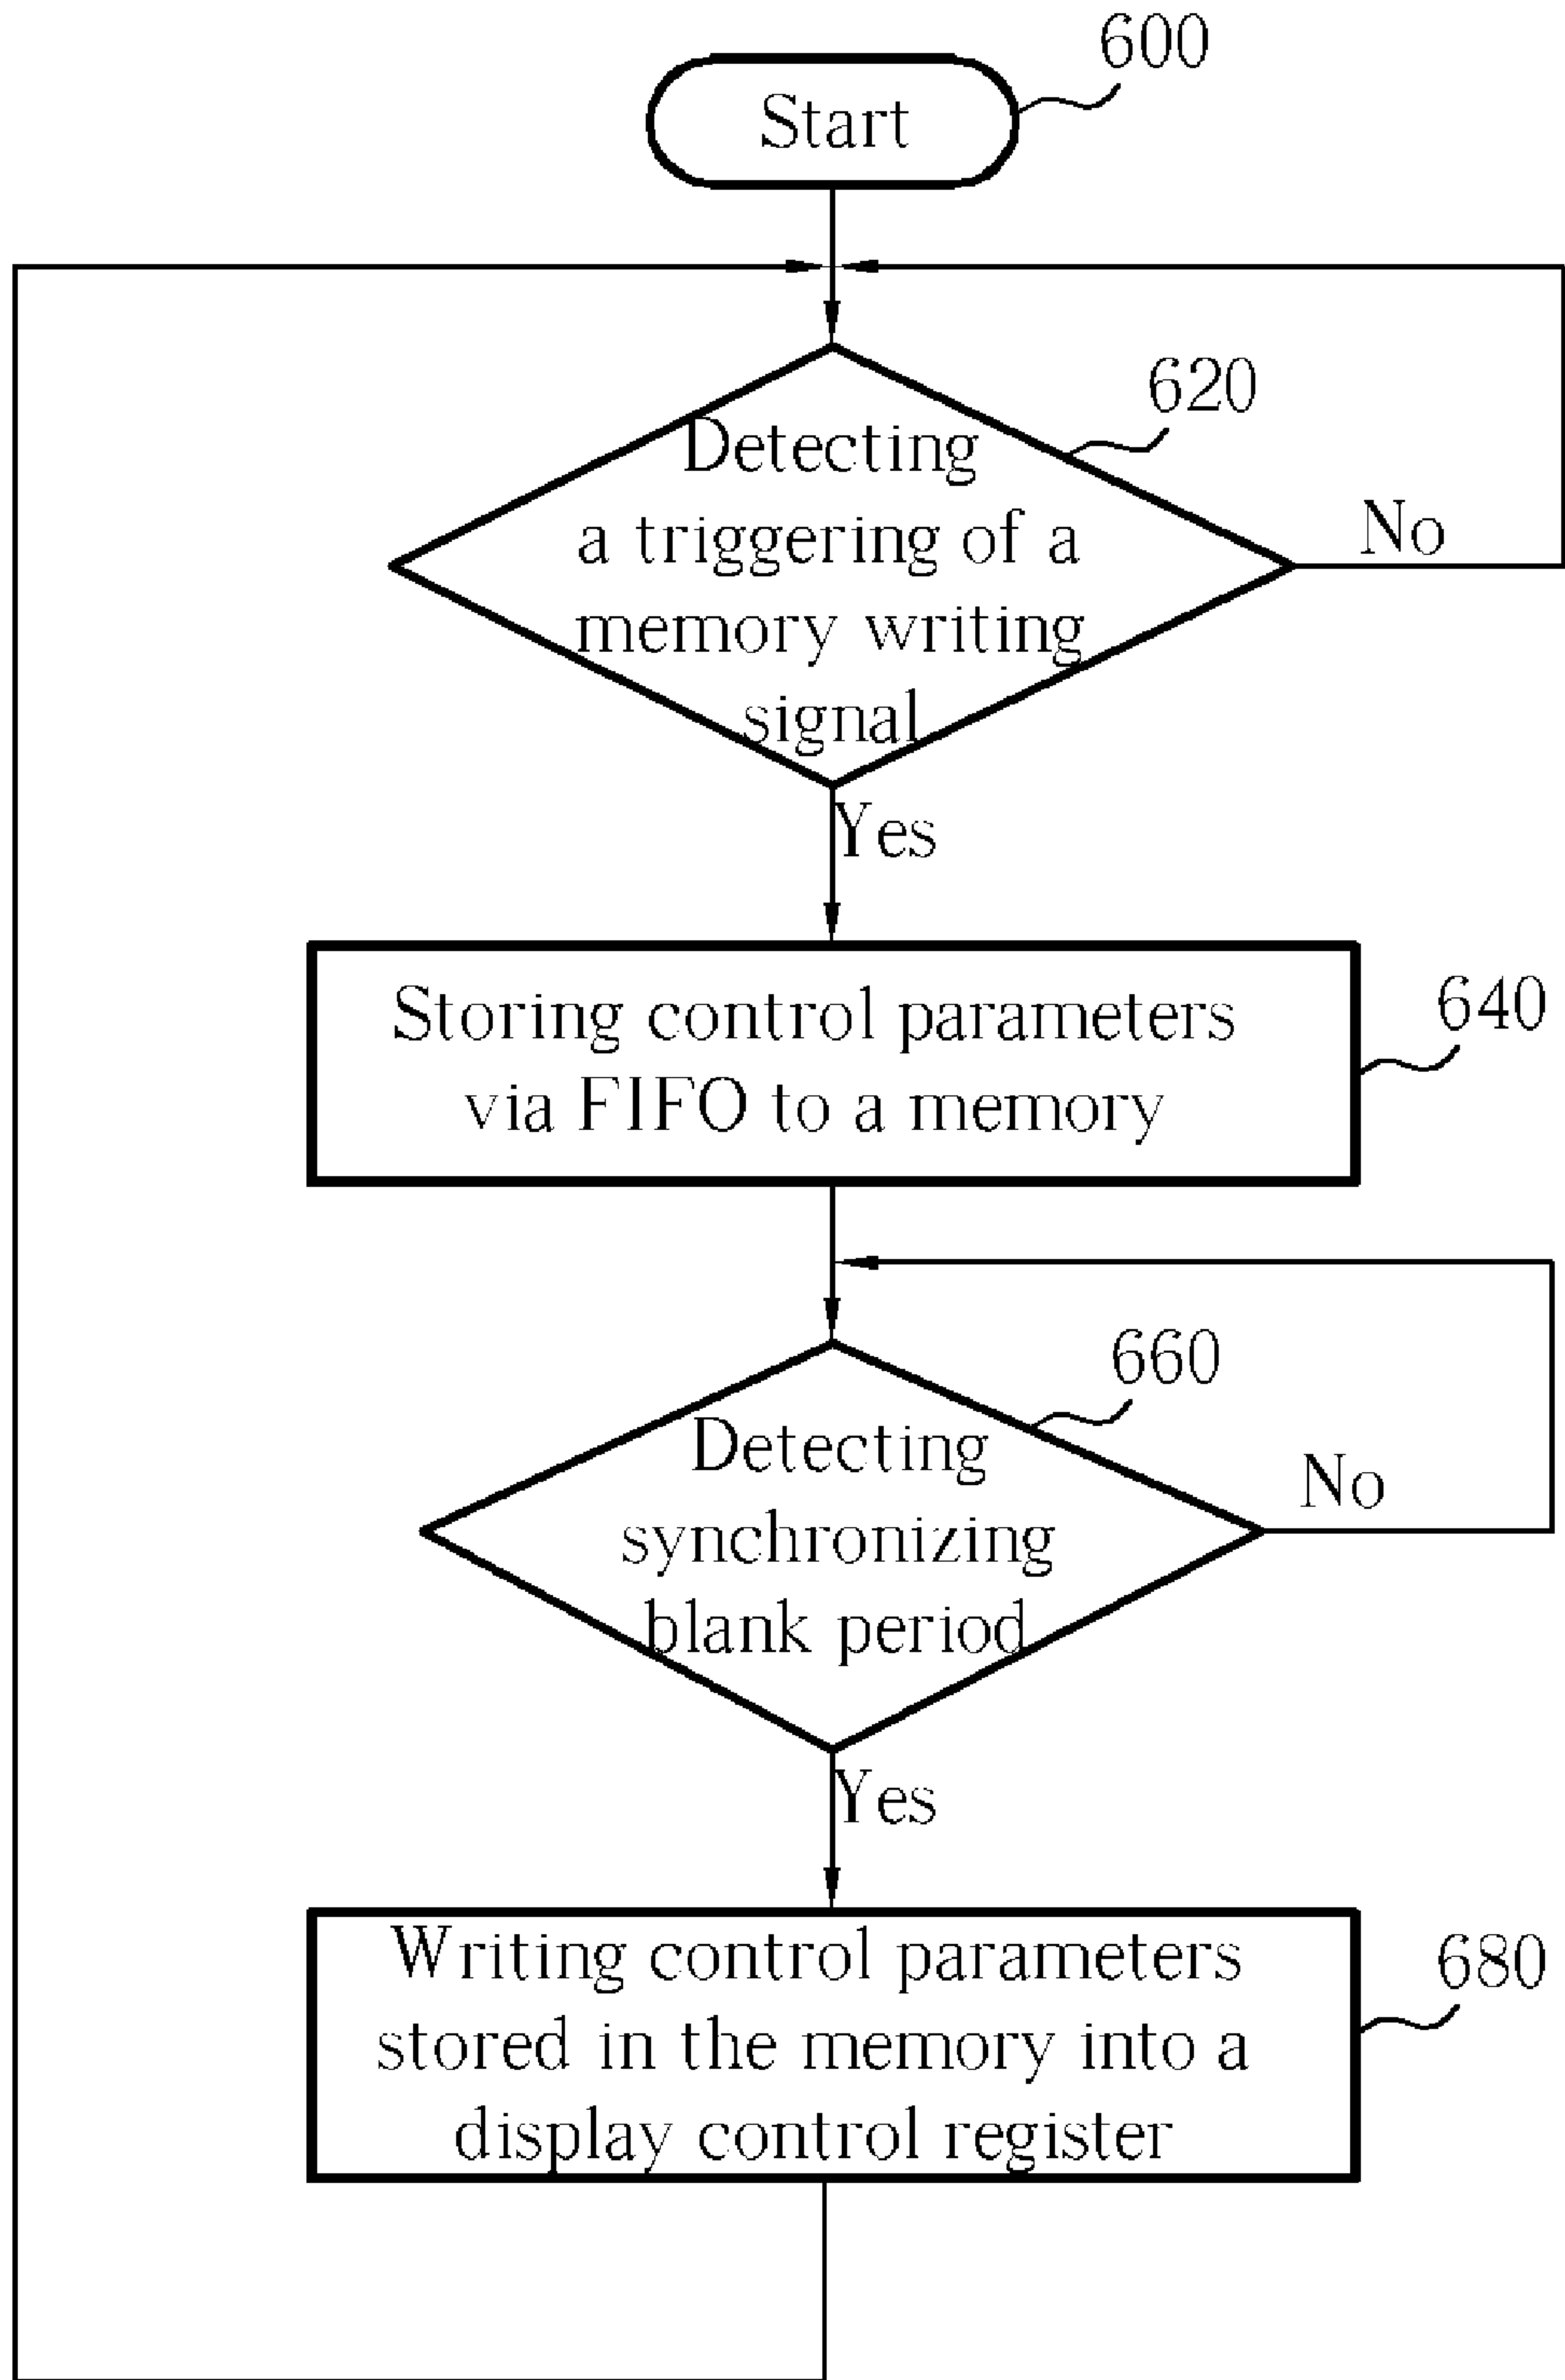 600
Start
620
Detecting
a triggering of a
memory writing
signal
No
Yes
640
Storing control parameters
via FIFO to a memory
660
Detecting
synchronizing
blank period
No
Yes
680
Writing control parameters
stored in the memory into a
display control register